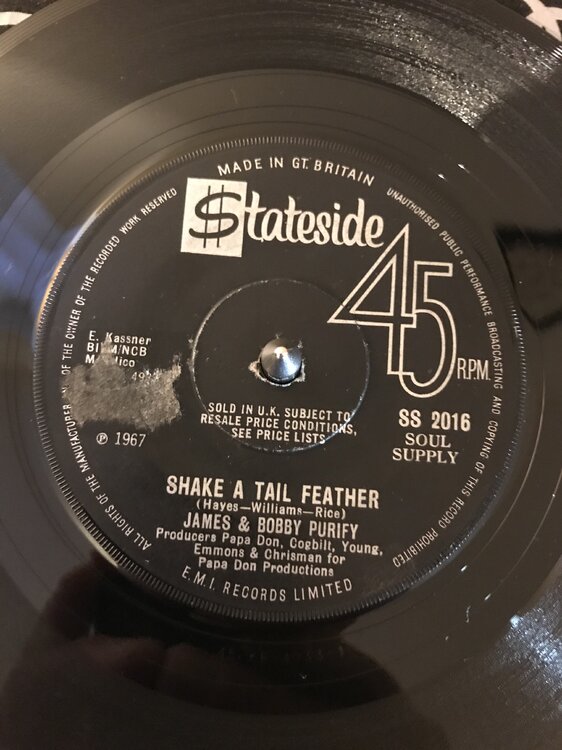 MADE IN GT. BRITAIN
$tateside
45
R.P.M.
ALL RIGHTS OF THE MANUFACTURER OF THE OWNER OF THE RECORDED WORK RESERVED
UNAUTHORISED PUBLIC PERFORMANCE BROADCASTING AND COPYING OF THIS RECORD PROHIBITED
E. Kassner
/NCB
℗ 1967
SOLD IN U.K. SUBJECT TO
RESALE PRICE CONDITIONS,
SEE PRICE LISTS
SS 2016
SOUL
SUPPLY
SHAKE A TAIL FEATHER
(Hayes—Williams—Rice)
JAMES & BOBBY PURIFY
Producers Papa Don, Cogbilt, Young,
Emmons & Chrisman for
Papa Don Productions
E.M.I. RECORDS LIMITED